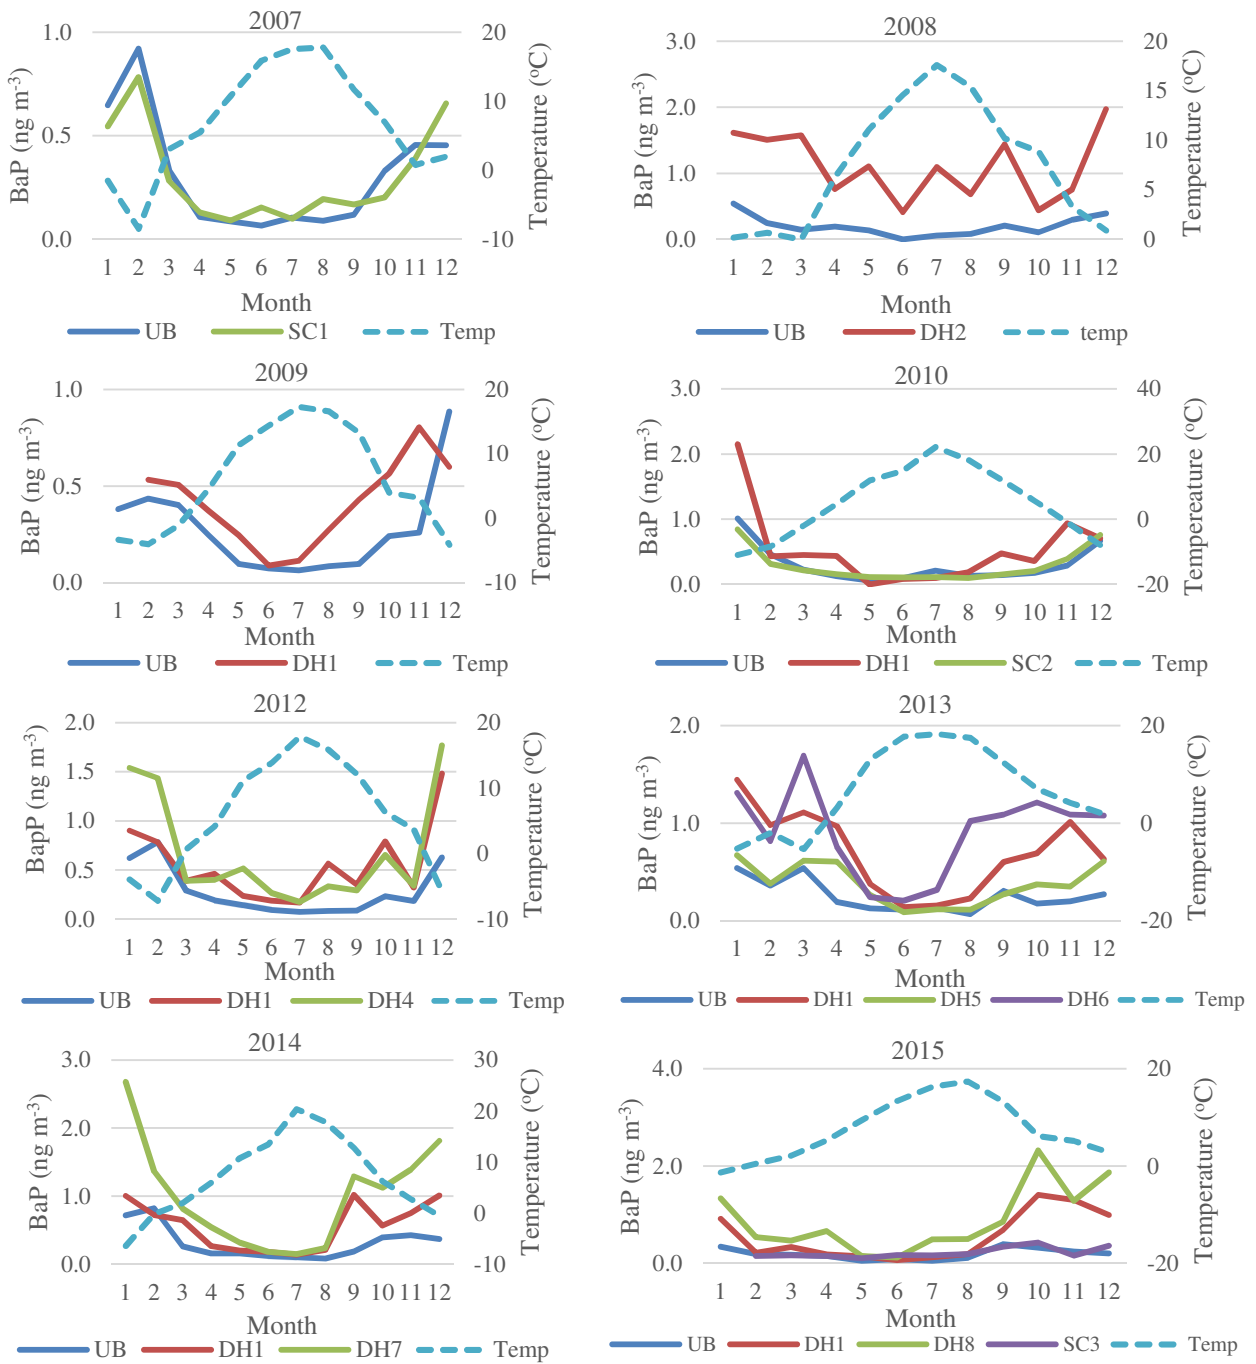 2007
1.0
0.5
0.0
BaP (ng m-3)
20
10
0
-10
Temperature (oC)
1 2 3 4 5 6 7 8 9 10 11 12
Month
UB SC1 Temp
2008
3.0
2.0
1.0
0.0
BaP (ng m-3)
20
15
10
5
0
Temperature (oC)
1 2 3 4 5 6 7 8 9 10 11 12
Month
UB DH2 temp
2009
1.0
0.5
0.0
BaP (ng m-3)
20
10
0
-10
Temperature (oC)
1 2 3 4 5 6 7 8 9 10 11 12
Month
UB DH1 Temp
2010
3.0
2.0
1.0
0.0
BaP (ng m-3)
40
20
0
-20
Tempereature (oC)
1 2 3 4 5 6 7 8 9 10 11 12
Month
UB DH1 SC2 Temp
2012
2.0
1.5
1.0
0.5
0.0
BapP (ng m-3)
20
10
0
-10
Temperature (oC)
1 2 3 4 5 6 7 8 9 10 11 12
Month
UB DH1 DH4 Temp
2013
2.0
1.0
0.0
BaP (ng m-3)
20
0
-20
Temperature (oC)
1 2 3 4 5 6 7 8 9 10 11 12
Month
UB DH1 DH5 DH6 Temp
2014
3.0
2.0
1.0
0.0
BaP (ng m-3)
30
20
10
0
-10
Temperature (oC)
1 2 3 4 5 6 7 8 9 10 11 12
Month
UB DH1 DH7 Temp
2015
4.0
2.0
0.0
BaP (ng m-3)
20
0
-20
Temperature (oC)
1 2 3 4 5 6 7 8 9 10 11 12
Month
UB DH1 DH8 SC3 Temp